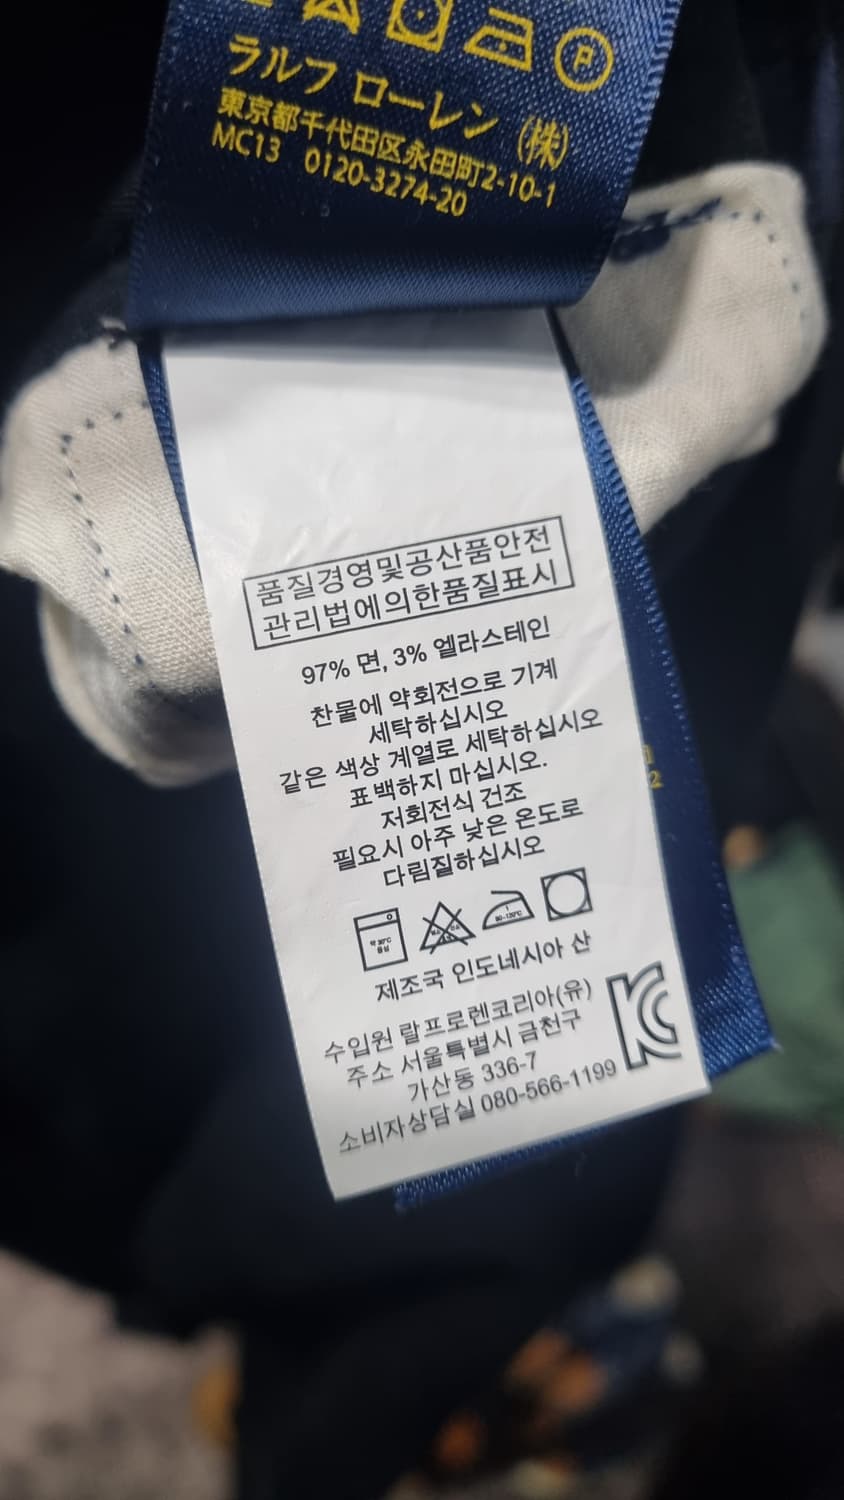 P
ラルフ ローレン (株)
東京都千代田区永田町2-10-1
MC13 0120-3274-20
품질경영및공산품안전
관리법에의한품질표시
97% 면, 3% 엘라스테인
찬물에 약회전으로 기계
세탁하십시오
같은 색상 계열로 세탁하십시오
표백하지 마십시오.
저회전식 건조
필요시 아주 낮은 온도로
다림질하십시오
약 30℃
중성
80~120℃
제조국 인도네시아 산
수입원 랄프로렌코리아(유)
주소 서울특별시 금천구
가산동 336-7
소비자상담실 080-566-1199
KC
2